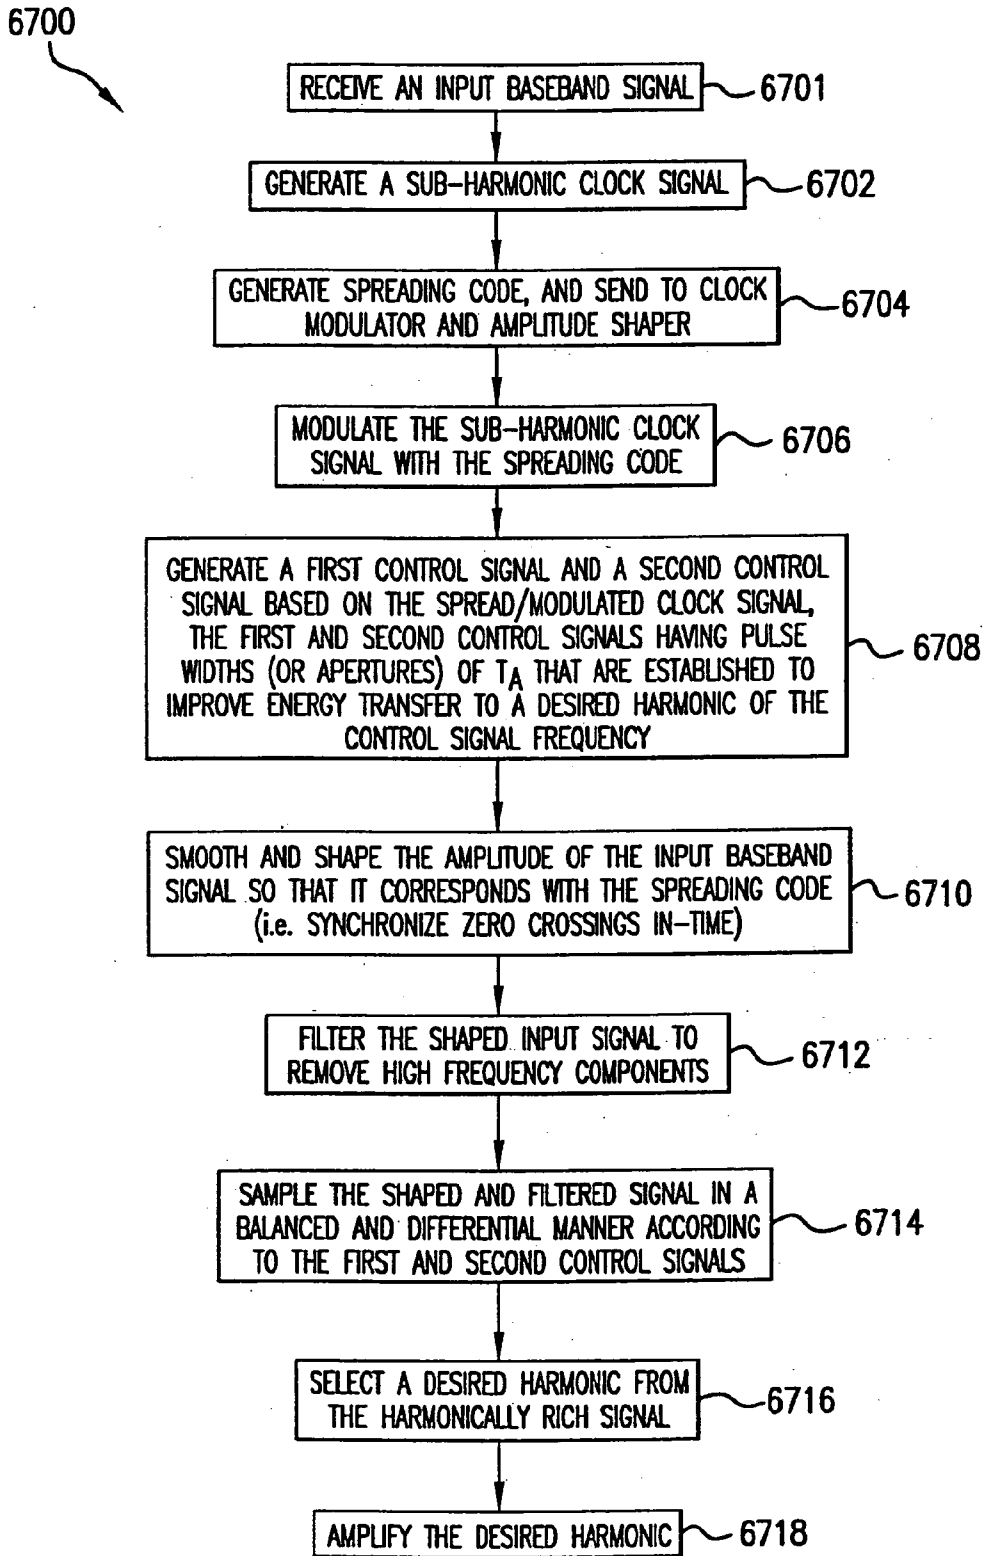 6700
RECEIVE AN INPUT BASEBAND SIGNAL
6701
GENERATE A SUB-HARMONIC CLOCK SIGNAL
6702
GENERATE SPREADING CODE, AND SEND TO CLOCK
MODULATOR AND AMPLITUDE SHAPER
6704
MODULATE THE SUB-HARMONIC CLOCK
SIGNAL WITH THE SPREADING CODE
6706
GENERATE A FIRST CONTROL SIGNAL AND A SECOND CONTROL
SIGNAL BASED ON THE SPREAD/MODULATED CLOCK SIGNAL,
THE FIRST AND SECOND CONTROL SIGNALS HAVING PULSE
WIDTHS (OR APERTURES) OF TA THAT ARE ESTABLISHED TO
IMPROVE ENERGY TRANSFER TO A DESIRED HARMONIC OF THE
CONTROL SIGNAL FREQUENCY
6708
SMOOTH AND SHAPE THE AMPLITUDE OF THE INPUT BASEBAND
SIGNAL SO THAT IT CORRESPONDS WITH THE SPREADING CODE
(i.e. SYNCHRONIZE ZERO CROSSINGS IN-TIME)
6710
FILTER THE SHAPED INPUT SIGNAL TO
REMOVE HIGH FREQUENCY COMPONENTS
6712
SAMPLE THE SHAPED AND FILTERED SIGNAL IN A
BALANCED AND DIFFERENTIAL MANNER ACCORDING
TO THE FIRST AND SECOND CONTROL SIGNALS
6714
SELECT A DESIRED HARMONIC FROM
THE HARMONICALLY RICH SIGNAL
6716
AMPLIFY THE DESIRED HARMONIC
6718